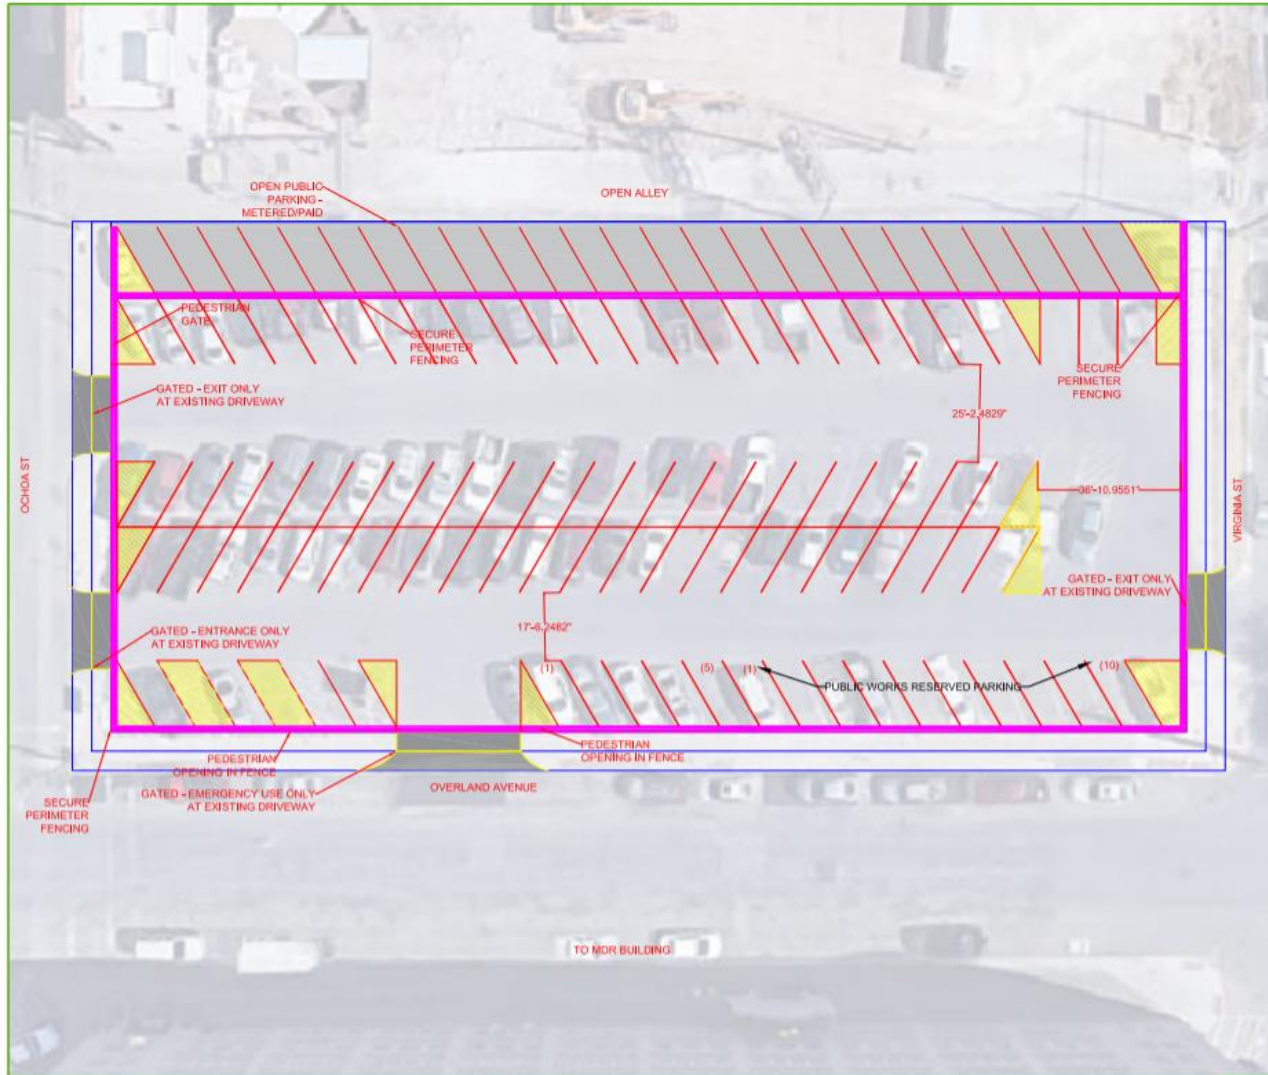 OPEN PUBLIC
PARKING -
METERED/PAID
OPEN ALLEY
PEDESTRIAN
GATE
SECURE
PERIMETER
FENCING
SECURE
PERIMETER
FENCING
GATED - EXIT ONLY
AT EXISTING DRIVEWAY
25'-2.4829"
OCHOA ST
36'-10.9551"
VIRGINIA ST
GATED - EXIT ONLY
AT EXISTING DRIVEWAY
GATED - ENTRANCE ONLY
AT EXISTING DRIVEWAY
(1)
(5)
(1)
(10)
PUBLIC WORKS RESERVED PARKING
PEDESTRIAN
OPENING IN FENCE
PEDESTRIAN
OPENING IN FENCE
GATED - EMERGENCY USE ONLY
AT EXISTING DRIVEWAY
OVERLAND AVENUE
SECURE
PERIMETER
FENCING
TO MDR BUILDING